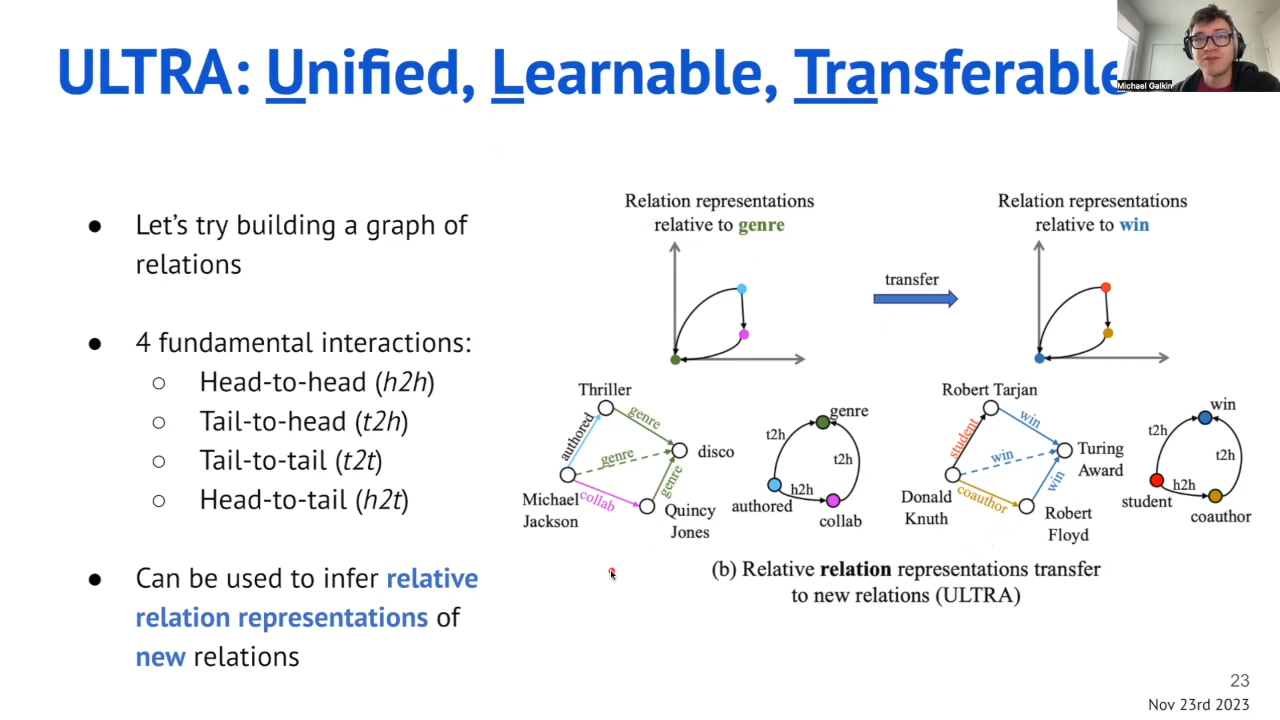 ULTRA: Unified, Learnable, Transferable
Michael Galkin
● Let's try building a graph of
relations
● 4 fundamental interactions:
○ Head-to-head (h2h)
○ Tail-to-head (t2h)
○ Tail-to-tail (t2t)
○ Head-to-tail (h2t)
● Can be used to infer relative
relation representations of
new relations
Relation representations
relative to genre
transfer
Relation representations
relative to win
Thriller
authored
genre
genre
disco
genre
Michael
Jackson
collab
Quincy
Jones
genre
t2h
t2h
h2h
authored
collab
Robert Tarjan
student
win
win
Turing
Award
win
Donald
Knuth
coauthor
Robert
Floyd
win
t2h
t2h
h2h
student
coauthor
(b) Relative relation representations transfer
to new relations (ULTRA)
23
Nov 23rd 2023